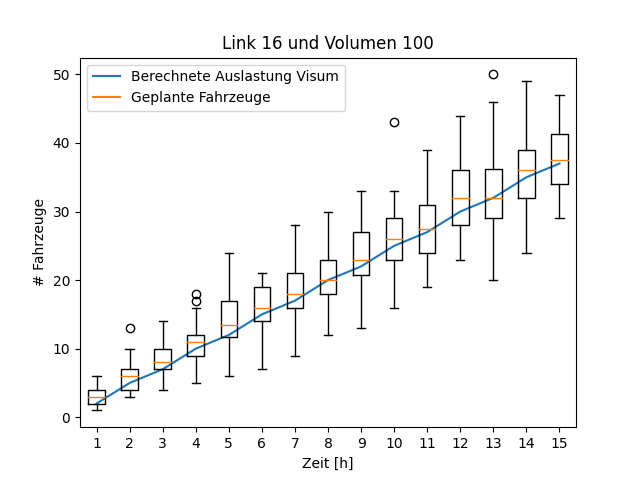 Link 16 und Volumen 100
Berechnete Auslastung Visum
Geplante Fahrzeuge
50
40
30
20
10
0
# Fahrzeuge
1 2 3 4 5 6 7 8 9 10 11 12 13 14 15
Zeit [h]